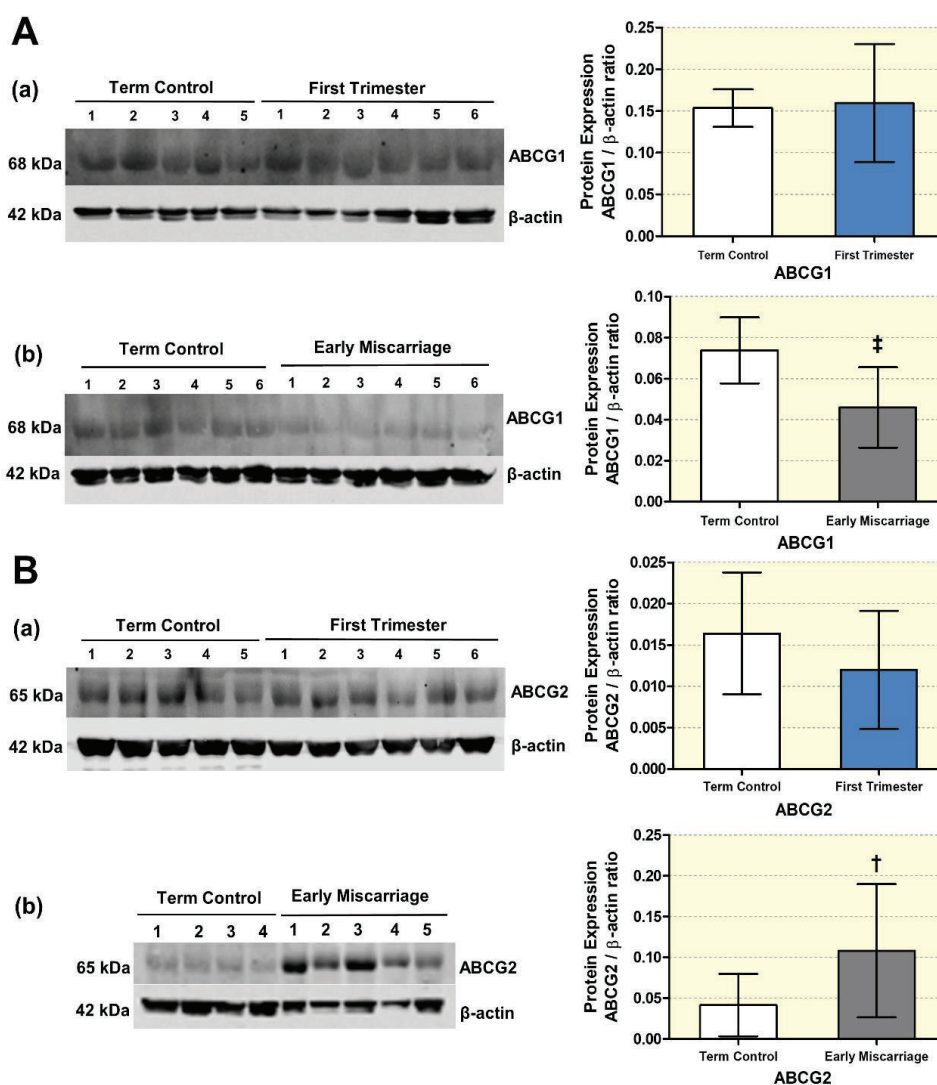 A
(a)
Term Control First Trimester
1 2 3 4 5 1 2 3 4 5 6
68 kDa ABCG1
42 kDa β-actin
Protein Expression
ABCG1 / β-actin ratio
0.25
0.20
0.15
0.10
0.05
0.00
Term Control First Trimester
ABCG1
(b)
Term Control Early Miscarriage
1 2 3 4 5 6 1 2 3 4 5 6
68 kDa ABCG1
42 kDa β-actin
Protein Expression
ABCG1 / β-actin ratio
0.10
0.08
0.06
0.04
0.02
0.00
‡
Term Control Early Miscarriage
ABCG1
B
(a)
Term Control First Trimester
1 2 3 4 5 1 2 3 4 5 6
65 kDa ABCG2
42 kDa β-actin
Protein Expression
ABCG2 / β-actin ratio
0.025
0.020
0.015
0.010
0.005
0.000
Term Control First Trimester
ABCG2
(b)
Term Control Early Miscarriage
1 2 3 4 1 2 3 4 5
65 kDa ABCG2
42 kDa β-actin
Protein Expression
ABCG2 / β-actin ratio
0.25
0.20
0.15
0.10
0.05
0.00
†
Term Control Early Miscarriage
ABCG2